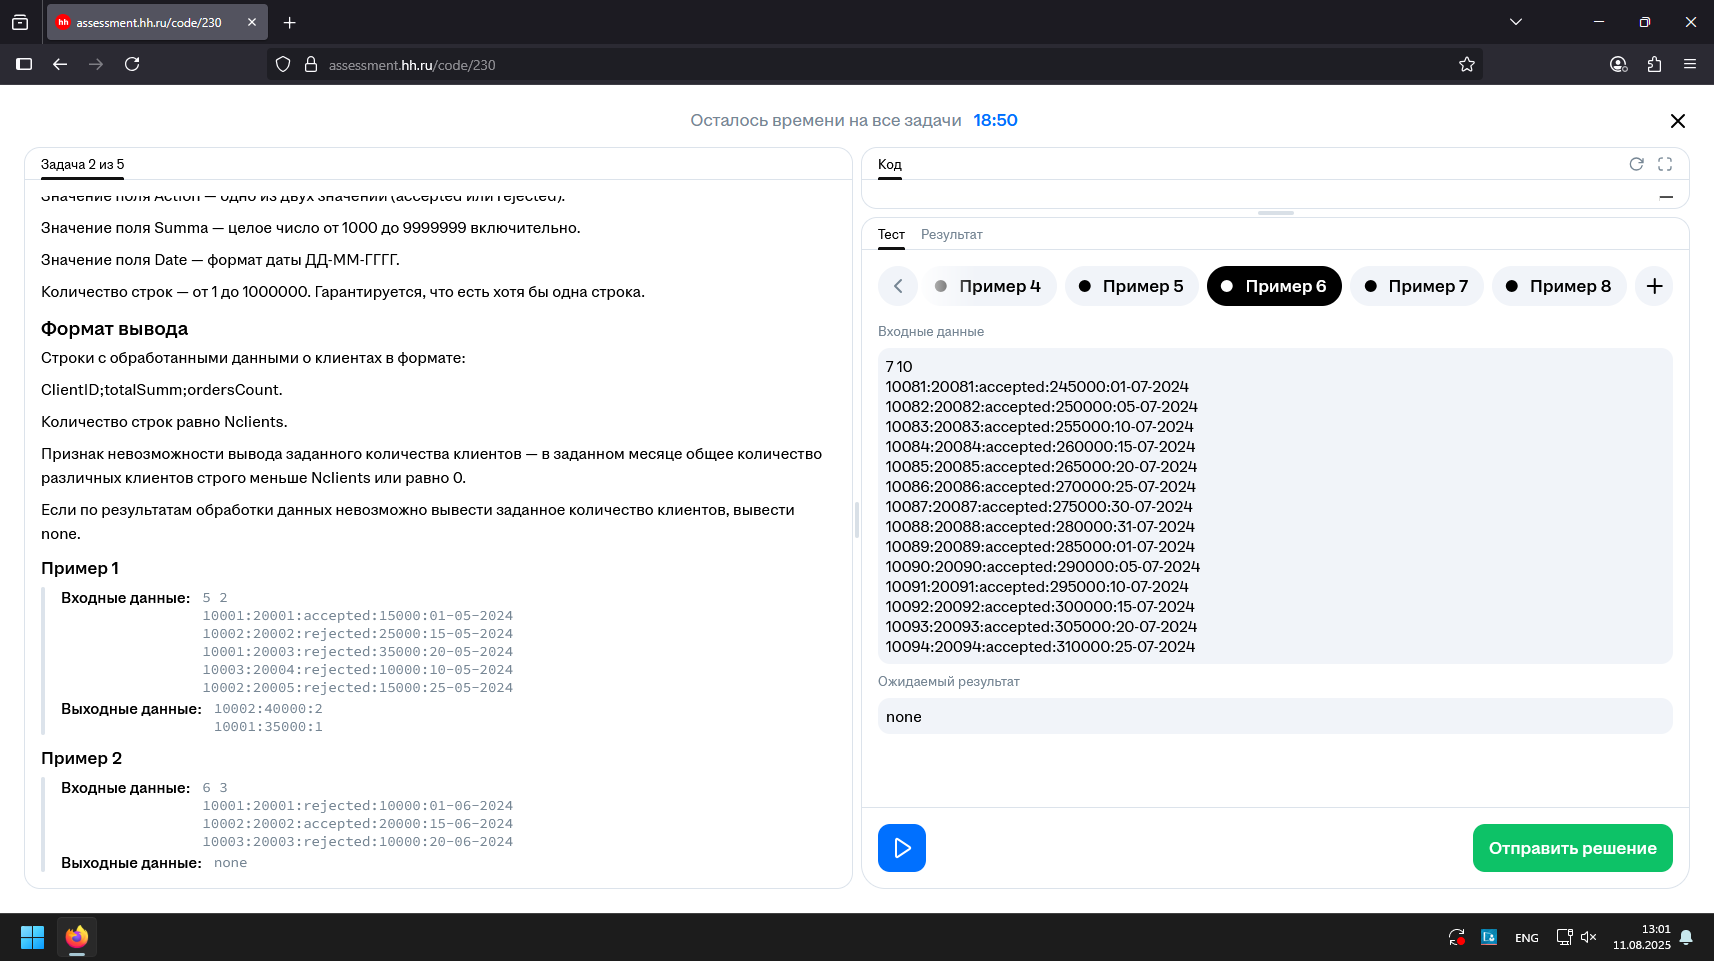 assessment.hh.ru/code/230
assessment.hh.ru/code/230
Осталось времени на все задачи 18:50
Задача 2 из 5
Значение поля Action — одно из двух значений (accepted или rejected).
Значение поля Summa — целое число от 1000 до 9999999 включительно.
Значение поля Date — формат даты ДД-ММ-ГГГГ.
Количество строк — от 1 до 1000000. Гарантируется, что есть хотя бы одна строка.
Формат вывода
Строки с обработанными данными о клиентах в формате:
ClientID;totalSumm;ordersCount.
Количество строк равно Nclients.
Признак невозможности вывода заданного количества клиентов — в заданном месяце общее количество
различных клиентов строго меньше Nclients или равно 0.
Если по результатам обработки данных невозможно вывести заданное количество клиентов, вывести
none.
Пример 1
Входные данные: 5 2
10001:20001:accepted:15000:01-05-2024
10002:20002:rejected:25000:15-05-2024
10001:20003:rejected:35000:20-05-2024
10003:20004:rejected:10000:10-05-2024
10002:20005:rejected:15000:25-05-2024
Выходные данные: 10002:40000:2
10001:35000:1
Пример 2
Входные данные: 6 3
10001:20001:rejected:10000:01-06-2024
10002:20002:accepted:20000:15-06-2024
10003:20003:rejected:10000:20-06-2024
Выходные данные: none
Код
Тест Результат
Пример 4 Пример 5 Пример 6 Пример 7 Пример 8
Входные данные
7 10
10081:20081:accepted:245000:01-07-2024
10082:20082:accepted:250000:05-07-2024
10083:20083:accepted:255000:10-07-2024
10084:20084:accepted:260000:15-07-2024
10085:20085:accepted:265000:20-07-2024
10086:20086:accepted:270000:25-07-2024
10087:20087:accepted:275000:30-07-2024
10088:20088:accepted:280000:31-07-2024
10089:20089:accepted:285000:01-07-2024
10090:20090:accepted:290000:05-07-2024
10091:20091:accepted:295000:10-07-2024
10092:20092:accepted:300000:15-07-2024
10093:20093:accepted:305000:20-07-2024
10094:20094:accepted:310000:25-07-2024
Ожидаемый результат
none
Отправить решение
ENG
13:01
11.08.2025